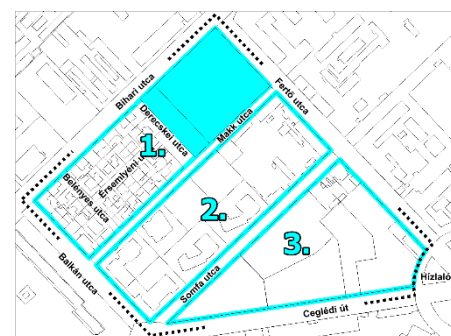 Bihari utca
Fertő utca
Derecskei utca
Makk utca
1.
Érsemlyéni
Belényes utca
2.
Balkán utca
Somfa utca
3.
Hízlaló
Ceglédi út